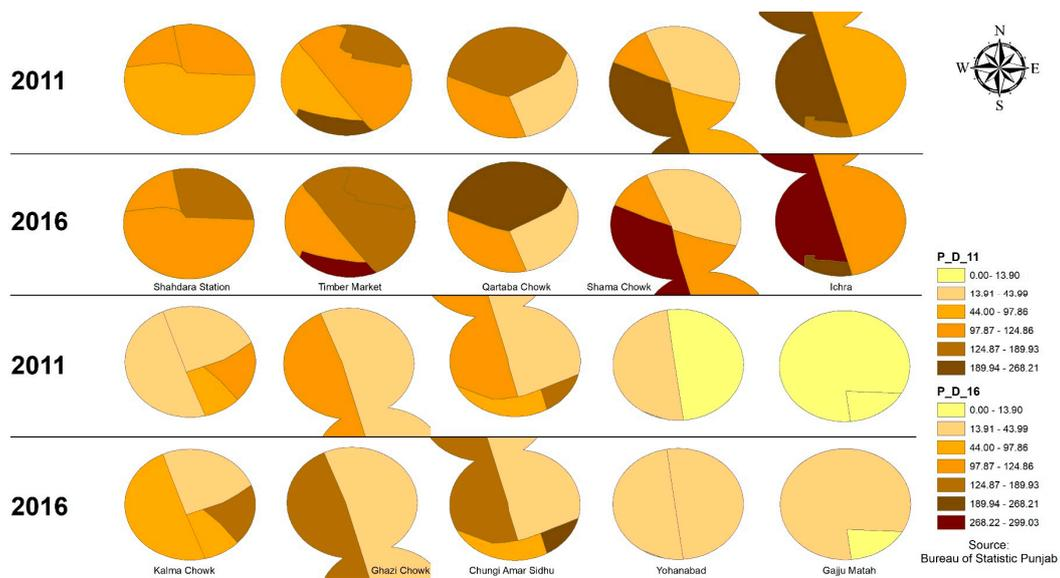 2011
N
W E
S
2016
Shahdara Station Timber Market Qartaba Chowk Shama Chowk Ichra
2011
2016
Kalma Chowk Ghazi Chowk Chungi Amar Sidhu Yohanabad Gajju Matah
P_D_11
0.00- 13.90
13.91 - 43.99
44.00 - 97.86
97.87 - 124.86
124.87 - 189.93
189.94 - 268.21
P_D_16
0.00 - 13.90
13.91 - 43.99
44.00 - 97.86
97.87 - 124.86
124.87 - 189.93
189.94 - 268.21
268.22 - 299.03
Source:
Bureau of Statistic Punjab